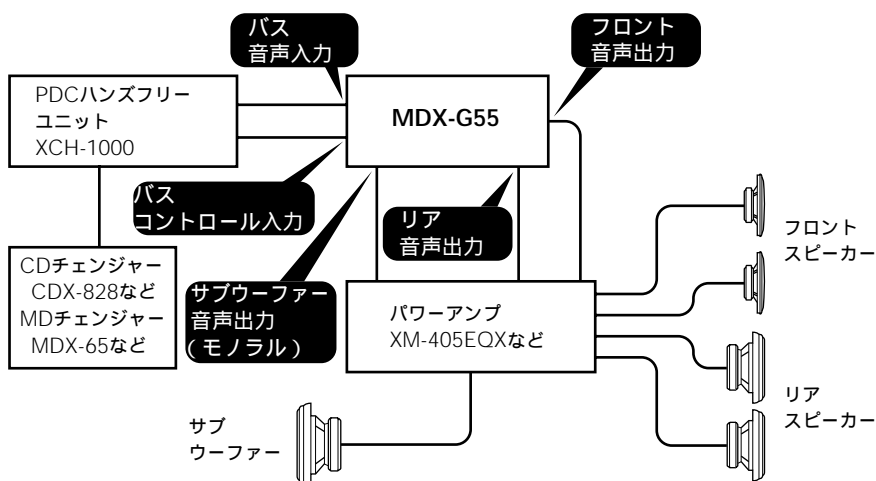 バス
音声入力
フロント
音声出力
PDCハンズフリー
ユニット
XCH-1000
MDX-G55
バス
コントロール入力
リア
音声出力
フロント
スピーカー
CDチェンジャー
CDX-828など
MDチェンジャー
MDX-65など
サブウーファー
音声出力
（モノラル）
パワーアンプ
XM-405EQXなど
リア
スピーカー
サブ
ウーファー